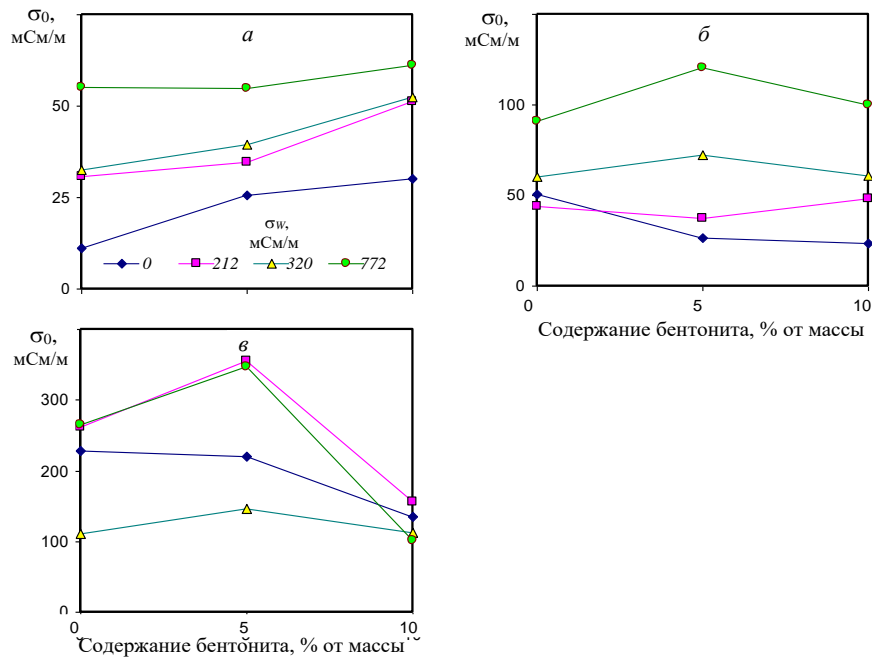 σ0,
мСм/м
а
50
25
0
σw,
мСм/м
0 212 320 772
σ0,
мСм/м
б
100
50
0
0 5 10
Содержание бентонита, % от массы
σ0,
мСм/м
в
300
200
100
0
0 5 10
Содержание бентонита, % от массы